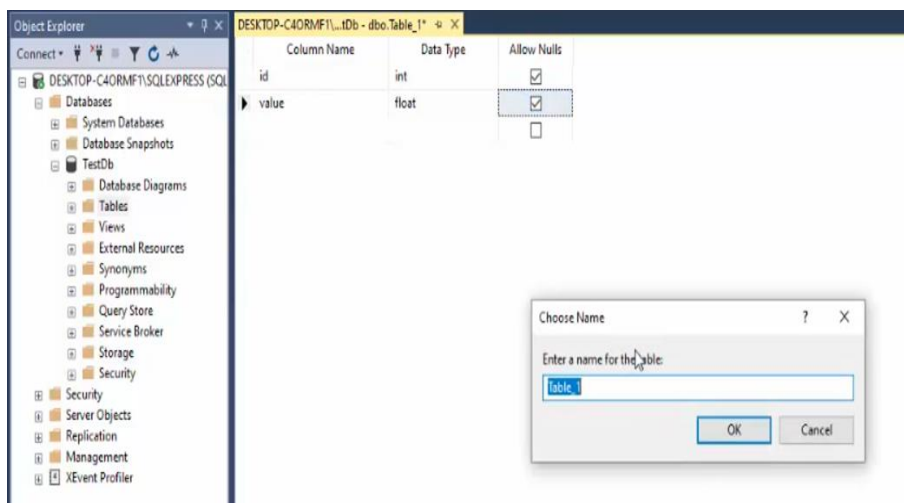 Object Explorer
Connect
DESKTOP-C4ORMF1\SQLEXPRESS (SQL
Databases
System Databases
Database Snapshots
TestDb
Database Diagrams
Tables
Views
External Resources
Synonyms
Programmability
Query Store
Service Broker
Storage
Security
Security
Server Objects
Replication
Management
XEvent Profiler
DESKTOP-C4ORMF1\...tDb - dbo.Table_1*
Column Name Data Type Allow Nulls
id int
value float
Choose Name ? X
Enter a name for the table:
Table_1
OK Cancel